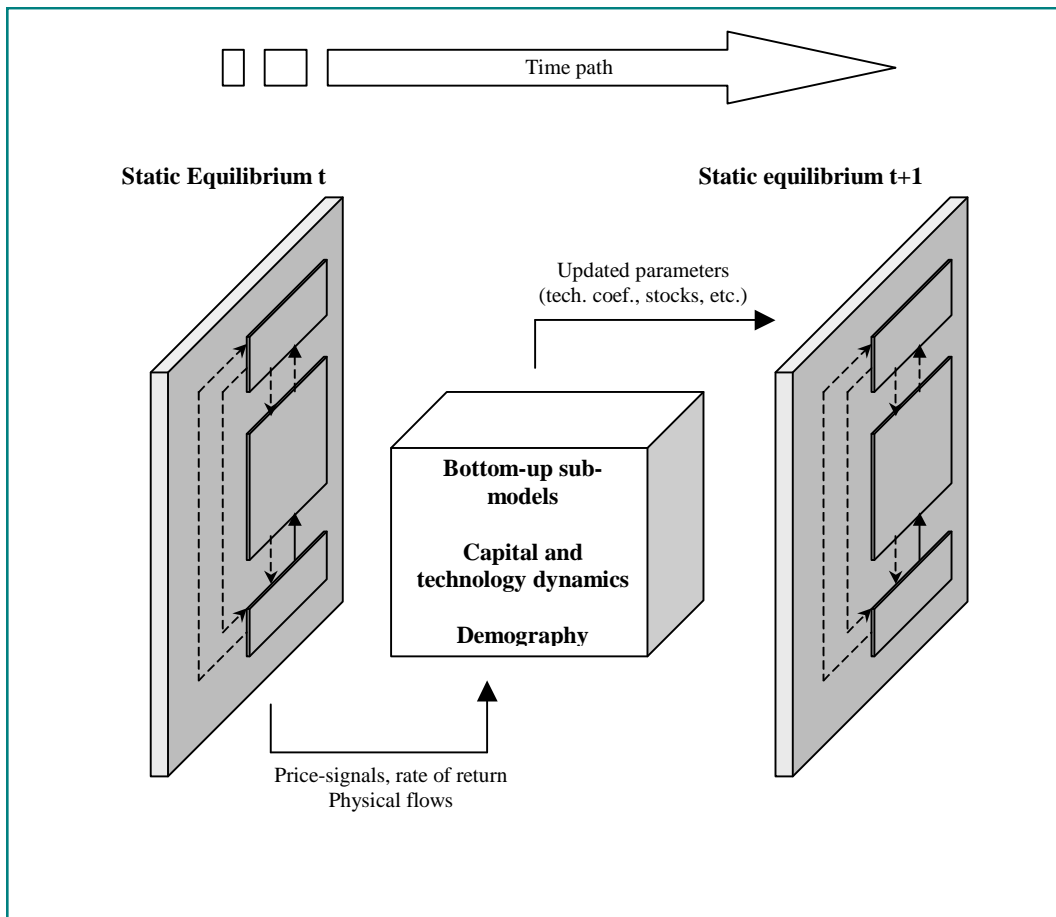 Time path
Static Equilibrium t
Static equilibrium t+1
Updated parameters
(tech. coef., stocks, etc.)
Bottom-up sub-
models
Capital and
technology dynamics
Demography
Price-signals, rate of return
Physical flows